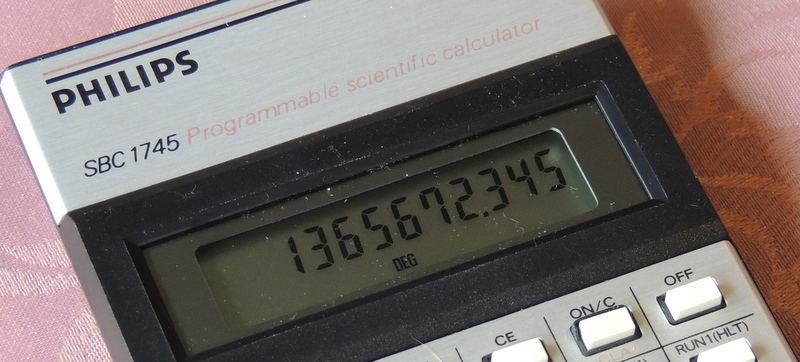 PHILIPS
SBC 1745 Programmable scientific calculator
1365672.345
DEG
CE ON/C OFF
RUN1(HLT)